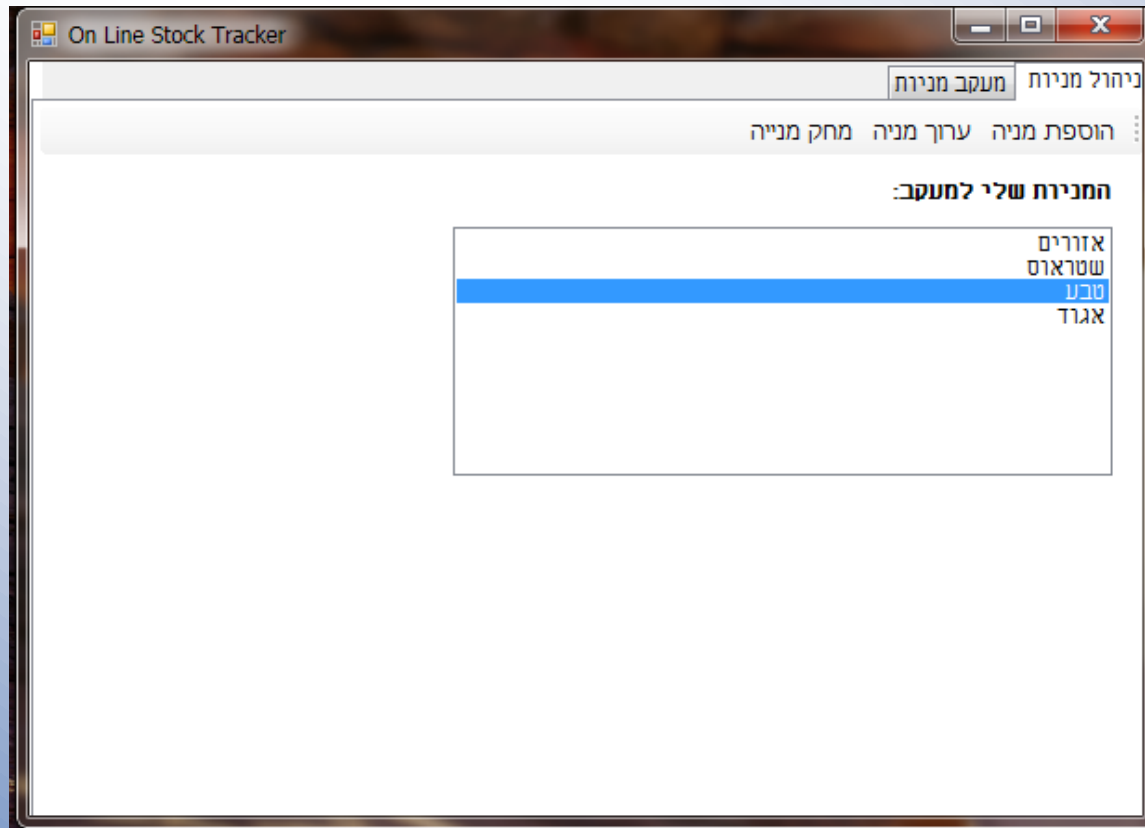 On Line Stock Tracker
ניהול מניות מעקב מניות
הוספת מניה ערוך מניה מחק מנייה
המניות שלי למעקב:
אזורים
שטראוס
טבע
אגוד